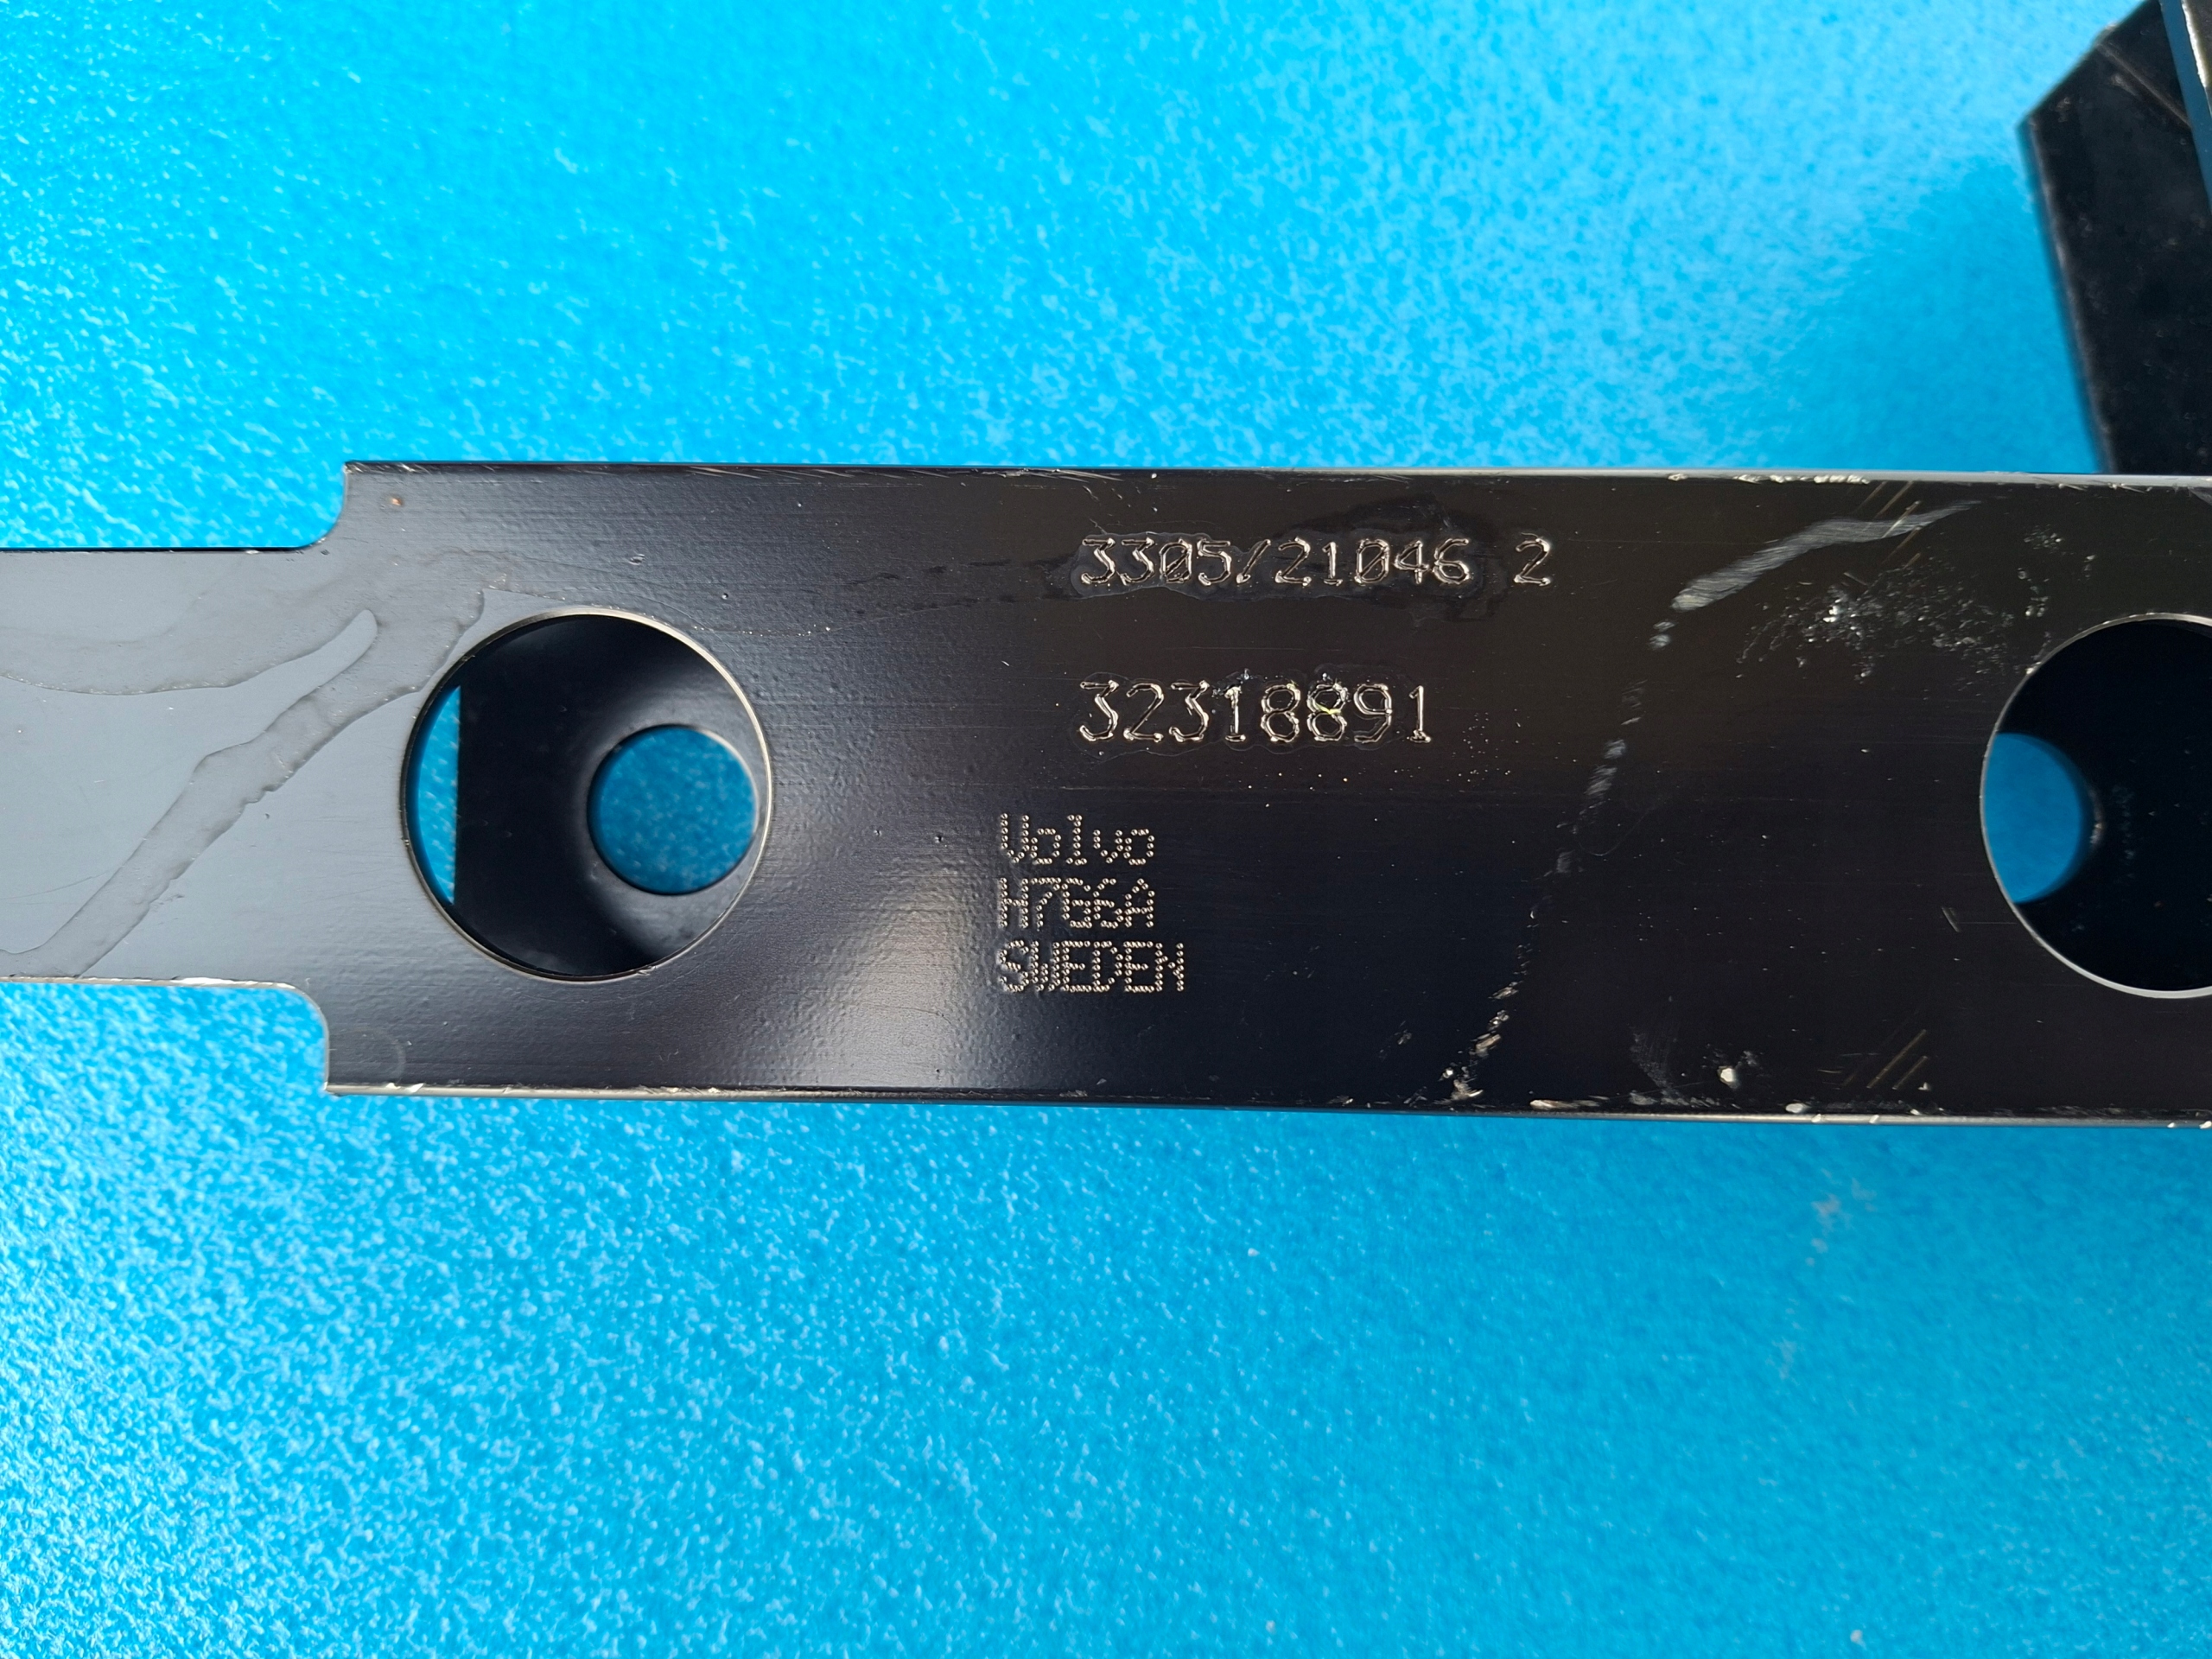 3305/21046 2
32318891
Volvo
H7G6A
SWEDEN